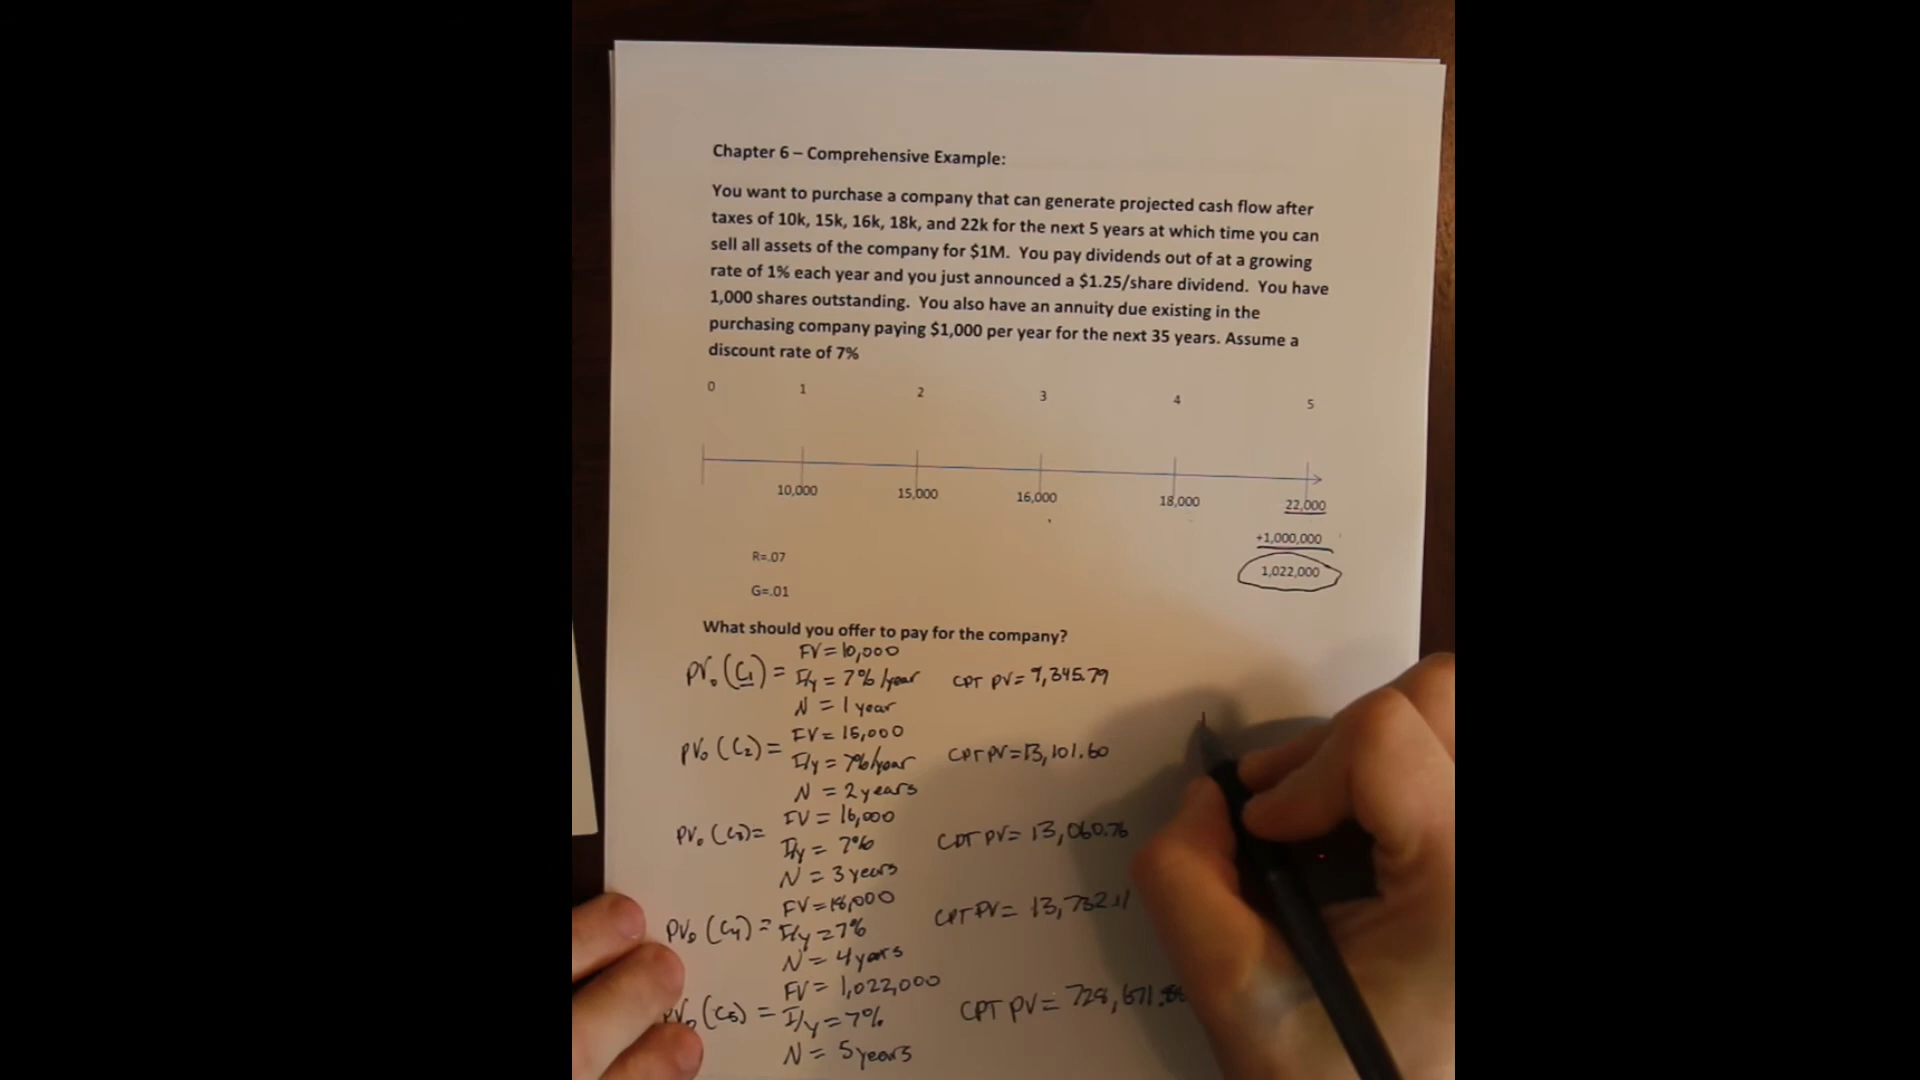 Chapter 6 – Comprehensive Example:
You want to purchase a company that can generate projected cash flow after
taxes of 10k, 15k, 16k, 18k, and 22k for the next 5 years at which time you can
sell all assets of the company for $1M. You pay dividends out of at a growing
rate of 1% each year and you just announced a $1.25/share dividend. You have
1,000 shares outstanding. You also have an annuity due existing in the
purchasing company paying $1,000 per year for the next 35 years. Assume a
discount rate of 7%
0 1 2 3 4 5
10,000 15,000 16,000 18,000 22,000
+1,000,000
R=.07
1,022,000
G=.01
What should you offer to pay for the company?
FV = 10,000
PV₀ (C₁) = I/y = 7% /year CPT PV = 9,345.79
N = 1 year
FV = 15,000
PV₀ (C₂) = I/y = 7%/year CPT PV = 13,101.60
N = 2 years
FV = 16,000
PV₀ (C₃) = I/y = 7% CPT PV = 13,060.76
N = 3 years
FV = 18,000
PV₀ (C₄) = I/y = 7% CPT PV = 13,732.11
N = 4 years
FV = 1,022,000
PV₀ (C₅) = I/y = 7% CPT PV =
N = 5 years